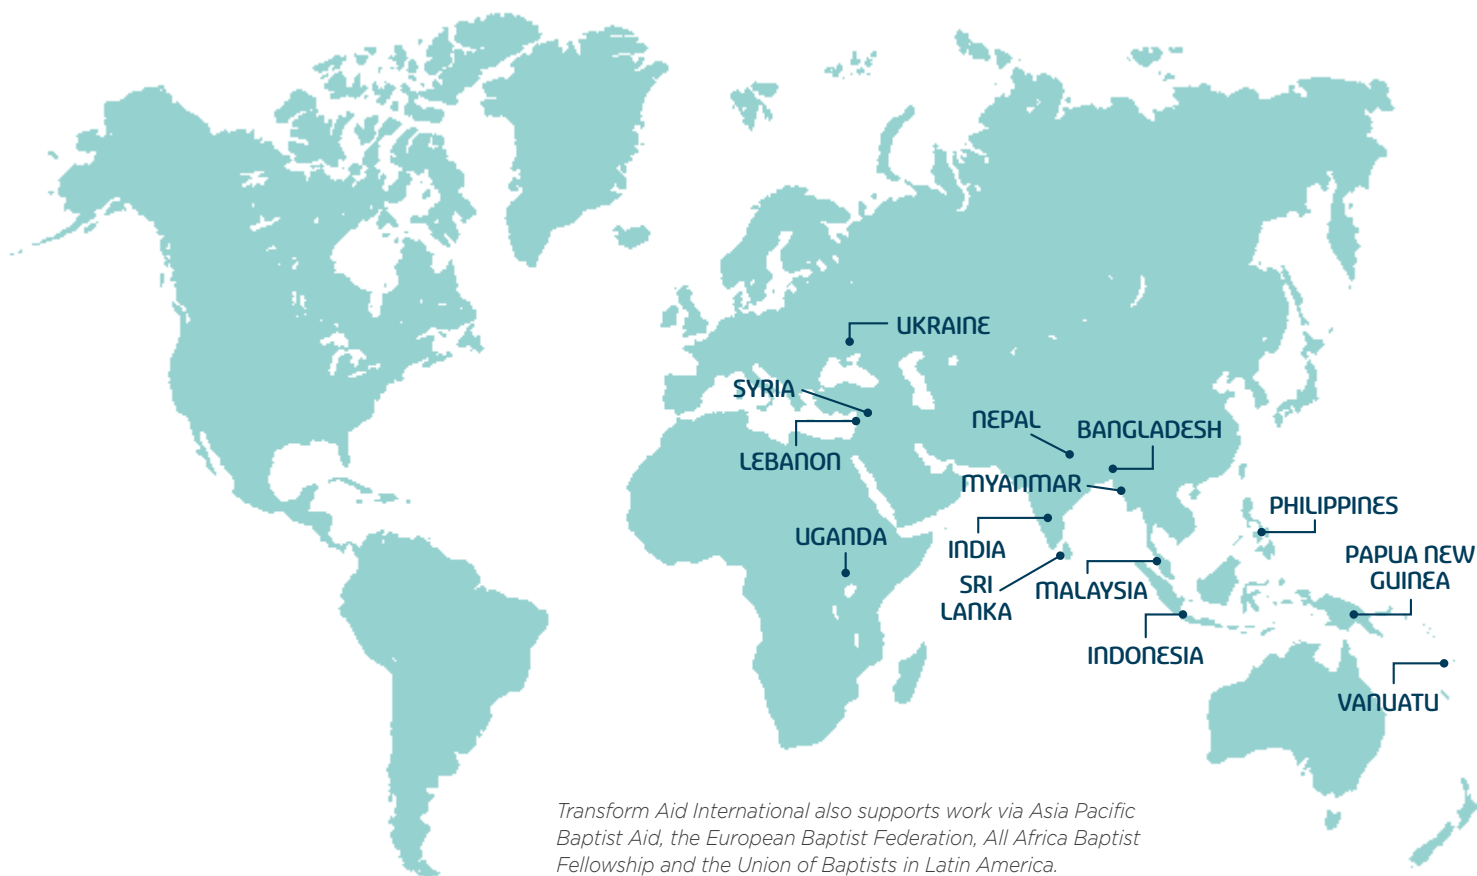 UKRAINE
SYRIA
LEBANON
NEPAL
BANGLADESH
MYANMAR
PHILIPPINES
UGANDA
INDIA
PAPUA NEW
GUINEA
SRI
LANKA
MALAYSIA
INDONESIA
VANUATU
Transform Aid International also supports work via Asia Pacific
Baptist Aid, the European Baptist Federation, All Africa Baptist
Fellowship and the Union of Baptists in Latin America.